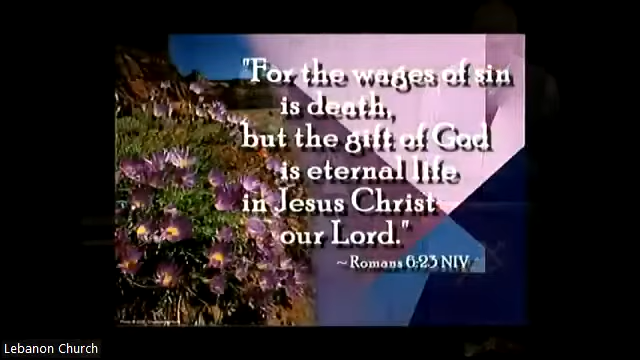 "For the wages of sin
is death,
but the gift of God
is eternal life
in Jesus Christ
our Lord."
~ Romans 6:23 NIV
Lebanon Church